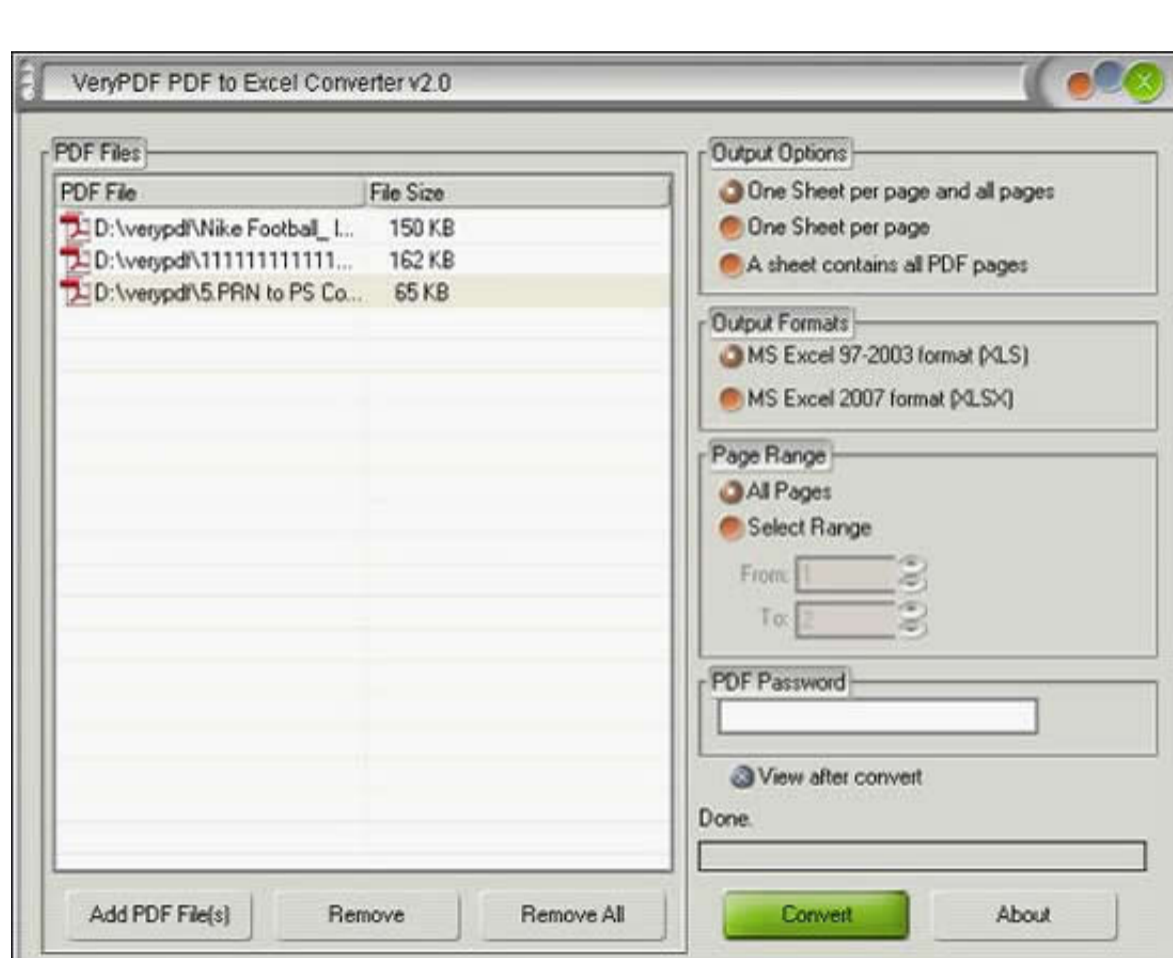 VeryPDF PDF to Excel Converter v2.0
PDF Files
PDF File File Size
D:\verypdf\Nike Football_ I... 150 KB
D:\verypdf\111111111111... 162 KB
D:\verypdf\5.PRN to PS Co... 65 KB
Add PDF File(s) Remove Remove All
Output Options
One Sheet per page and all pages
One Sheet per page
A sheet contains all PDF pages
Output Formats
MS Excel 97-2003 format (XLS)
MS Excel 2007 format (XLSX)
Page Range
All Pages
Select Range
From: 1
To: 2
PDF Password
View after convert
Done.
Convert About